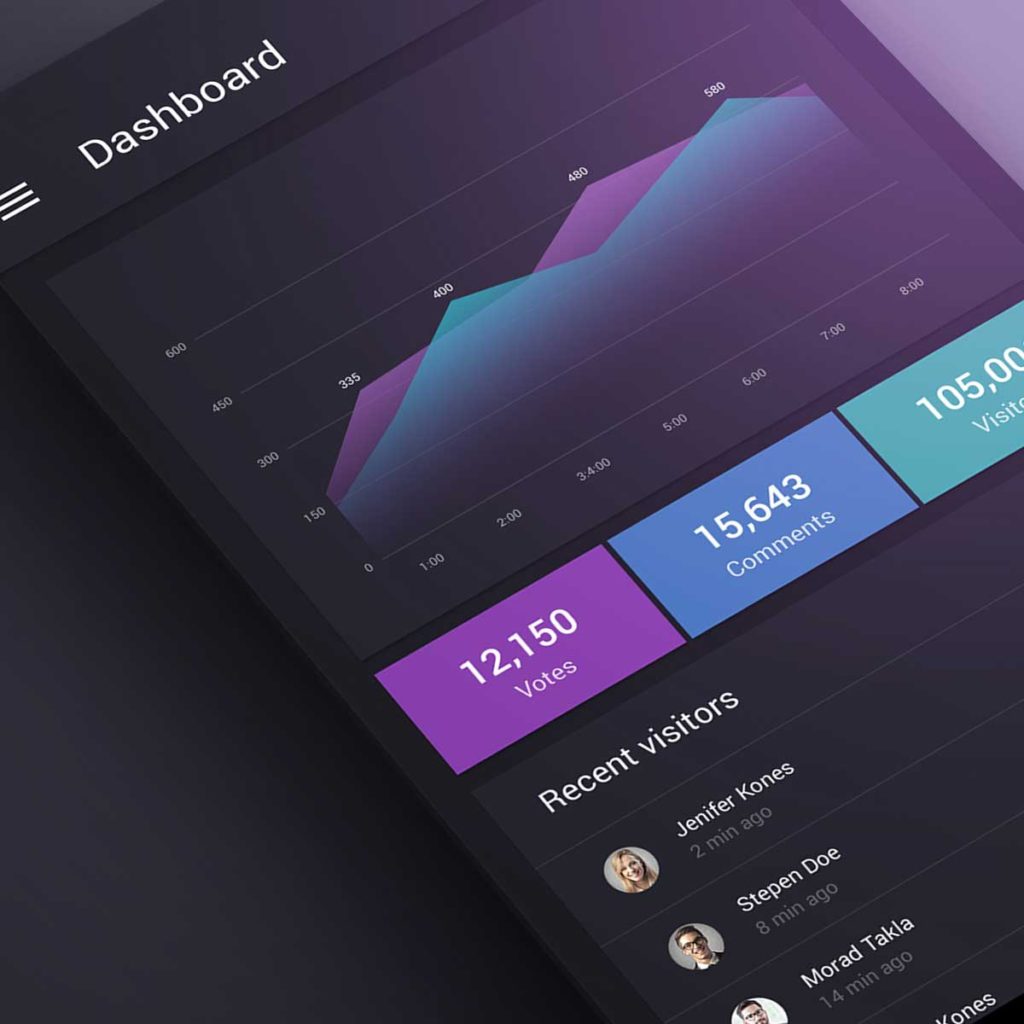 Dashboard
580
480
400
335
600
450
300
150
0
1:00
2:00
3:4:00
5:00
6:00
7:00
8:00
12,150
Votes
15,643
Comments
105,00
Visito
Recent visitors
Jenifer Kones
2 min ago
Stepen Doe
8 min ago
Morad Takla
14 min ago
Kones